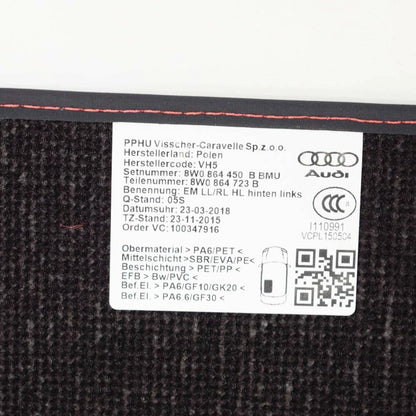 PPHU Visscher-Caravelle Sp.z.o.o.
Herstellerland: Polen
Herstellercode: VH5
Setnummer: 8W0 864 450 B BMU
Teilenummer: 8W0 864 723 B
Benennung: EM LL/RL HL hinten links
Q-Stand: 05S
Datumsuhr: 23-03-2018
TZ-Stand: 23-11-2015
Order VC: 100347916
Audi
CCC
I110991
VCPL150504
Obermaterial >PA6/PET<
Mittelschicht >SBR/EVA/PE<
Beschichtung >PET/PP<
EFB >Bw/PVC<
Bef.El. >PA6/GF10/GK20<
Bef.El. >PA6.6/GF30<